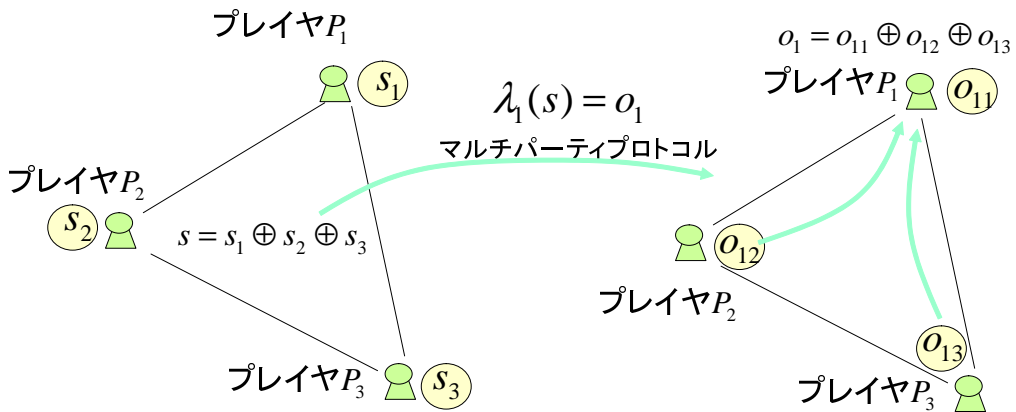 プレイヤP₁
s₁
プレイヤP₂
s₂
s = s₁ ⊕ s₂ ⊕ s₃
プレイヤP₃
s₃
λ₁(s) = o₁
マルチパーティプロトコル
o₁ = o₁₁ ⊕ o₁₂ ⊕ o₁₃
プレイヤP₁
o₁₁
o₁₂
プレイヤP₂
o₁₃
プレイヤP₃